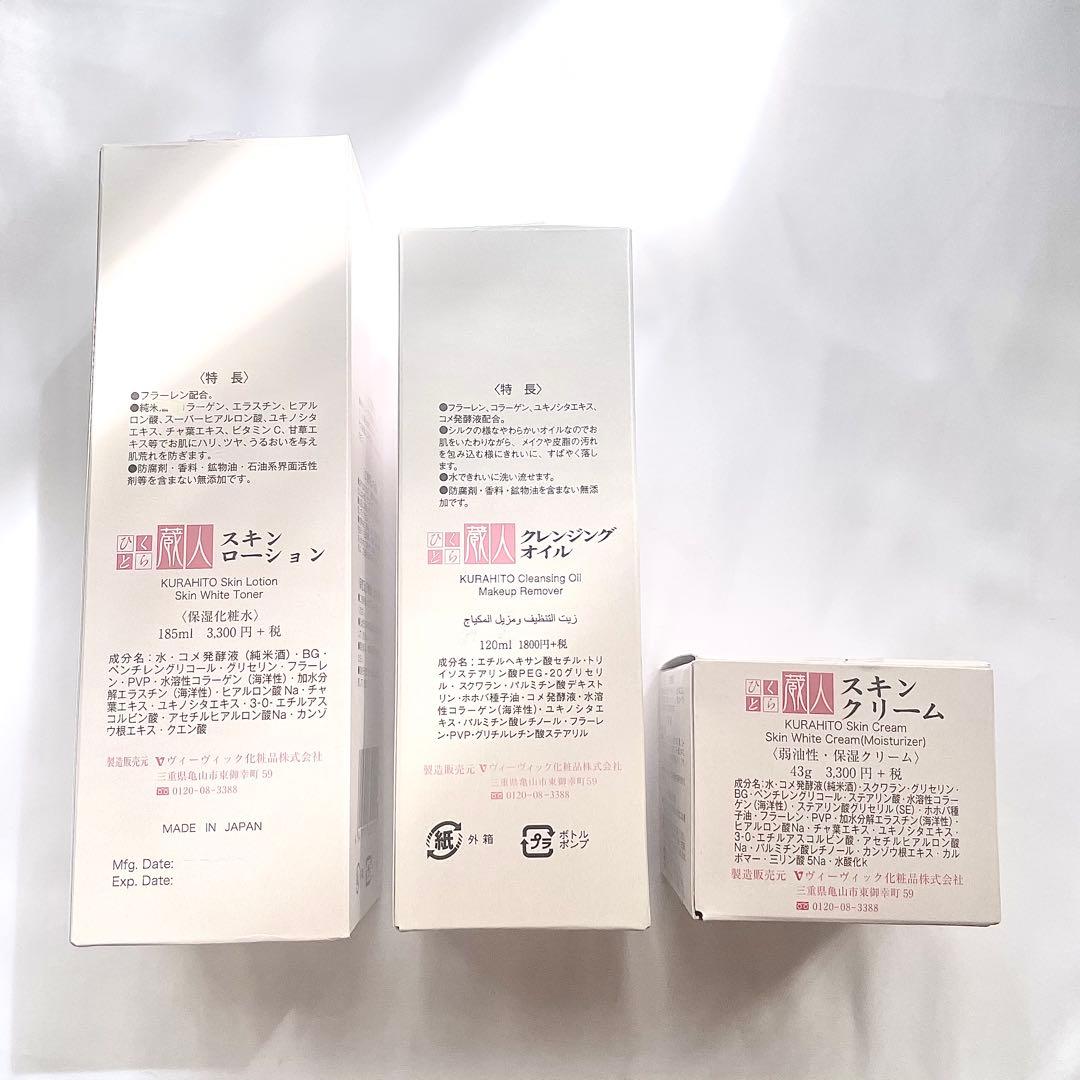 〈特 長〉
●フラーレン配合。
●純米 ラーゲン、エラスチン、ヒアル
ロン酸、スーパーヒアルロン酸、ユキノシタ
エキス、チャ葉エキス、ビタミンC、甘草エ
キス等でお肌にハリ、ツヤ、うるおいを与え
肌荒れを防ぎます。
●防腐剤・香料・鉱物油・石油系界面活性
剤等を含まない無添加です。
ひくとら 蔵人 スキン
ローション
KURAHITO Skin Lotion
Skin White Toner
〈保湿化粧水〉
185ml 3,300円+税
成分名：水・コメ発酵液（純米酒）・BG・
ペンチレングリコール・グリセリン・フラーレ
ン・PVP・水溶性コラーゲン（海洋性）・加水分
解エラスチン（海洋性）・ヒアルロン酸Na・チャ
葉エキス・ユキノシタエキス・3-0-エチルアス
コルビン酸・アセチルヒアルロン酸Na・カンゾ
ウ根エキス・クエン酸
製造販売元 ヴィーヴィック化粧品株式会社
三重県亀山市東御幸町59
0120-08-3388
MADE IN JAPAN
Mfg. Date:
Exp. Date:
〈特 長〉
●フラーレン、コラーゲン、ユキノシタエキス、
コメ発酵液配合。
●シルクの様なやわらかいオイルなのでお
肌をいたわりながら、メイクや皮脂の汚れ
を包み込む様にきれいに、すばやく落し
ます。
●水できれいに洗い流せます。
●防腐剤・香料・鉱物油を含まない無添
加です。
ひくとら 蔵人 クレンジング
オイル
KURAHITO Cleansing Oil
Makeup Remover
زيت التنظيف ومزيل المكياج
120ml 1800円+税
成分名：エチルヘキサン酸セチル・トリ
イソステアリン酸PEG-20グリセリ
ル・スクワラン・パルミチン酸デキスト
リン・ホホバ種子油・コメ発酵液・水溶
性コラーゲン（海洋性）・ユキノシタエ
キス・パルミチン酸レチノール・フラーレ
ン・PVP・グリチルレチン酸ステアリル
製造販売元 ヴィーヴィック化粧品株式会社
三重県亀山市東御幸町59
0120-08-3388
紙 外箱
プラ ボトル
ポンプ
ひくとら 蔵人 スキン
クリーム
KURAHITO Skin Cream
Skin White Cream(Moisturizer)
〈弱油性・保湿クリーム〉
43g 3,300円+税
成分名：水・コメ発酵液（純米酒）・スクワラン・グリセリン・
BG・ペンチレングリコール・ステアリン酸・水溶性コラー
ゲン（海洋性）・ステアリン酸グリセリル（SE）・ホホバ種
子油・フラーレン・PVP・加水分解エラスチン（海洋性）・
ヒアルロン酸Na・チャ葉エキス・ユキノシタエキス・
3-0-エチルアスコルビン酸・アセチルヒアルロン酸
Na・パルミチン酸レチノール・カンゾウ根エキス・カル
ボマー・三リン酸5Na・水酸化k
製造販売元 ヴィーヴィック化粧品株式会社
三重県亀山市東御幸町59
0120-08-3388